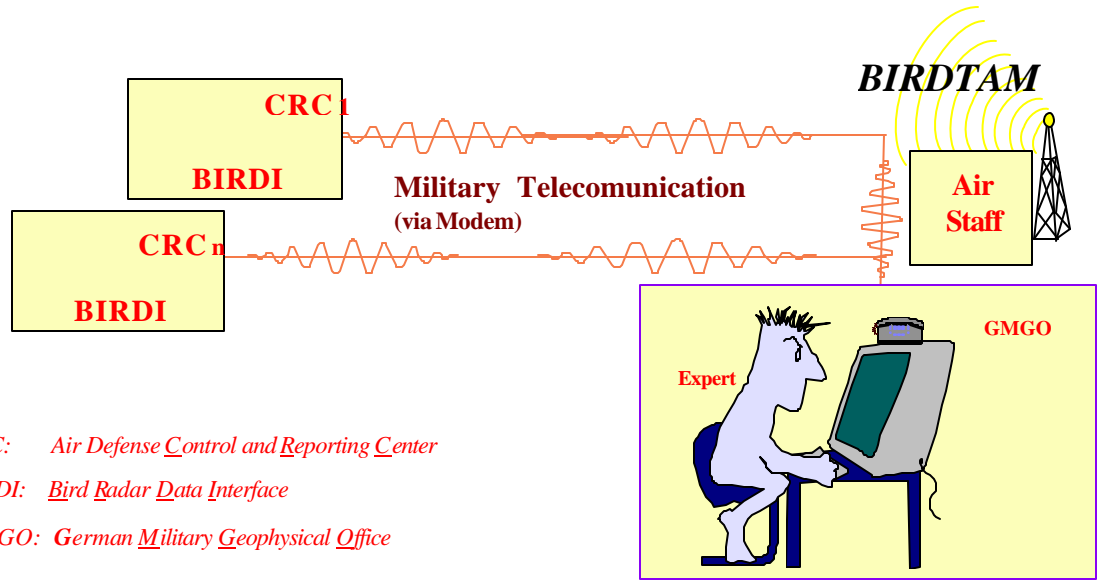 BIRDTAM
CRC 1
BIRDI
Military Telecomunication
(via Modem)
Air
Staff
CRC n
BIRDI
GMGO
Expert
C: Air Defense Control and Reporting Center
DI: Bird Radar Data Interface
GO: German Military Geophysical Office